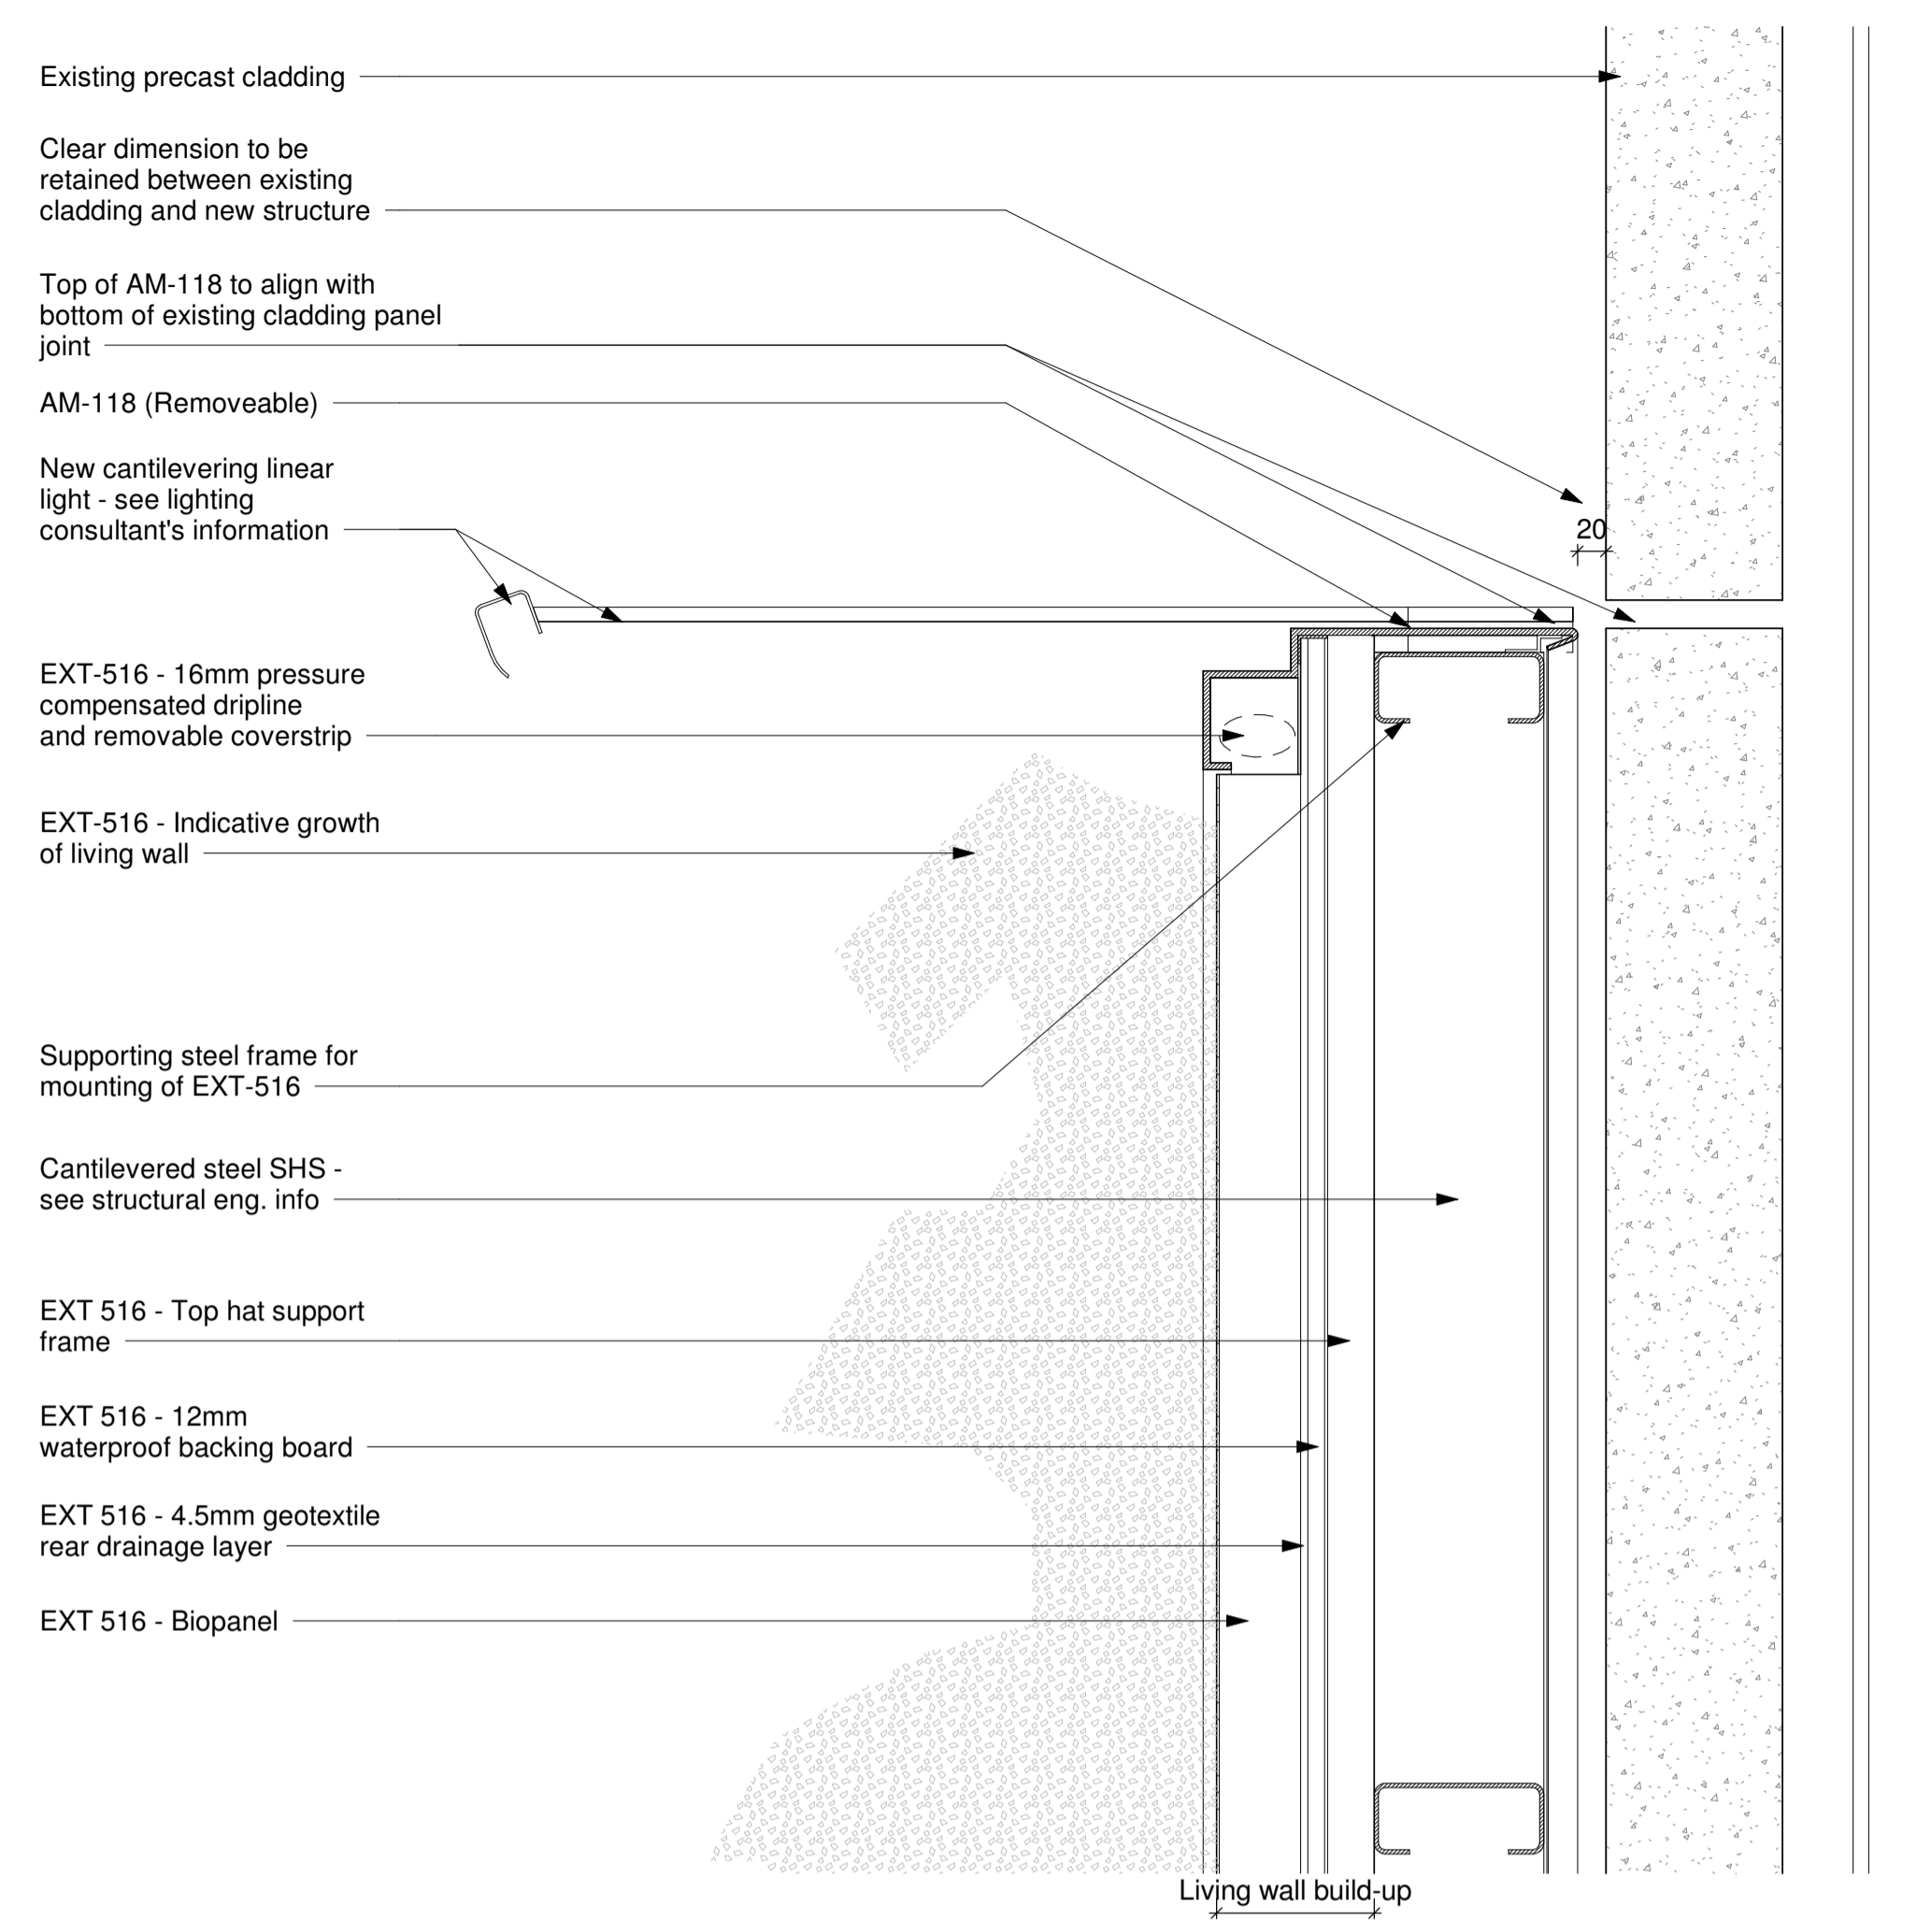 Existing precast cladding
Clear dimension to be
retained between existing
cladding and new structure
Top of AM-118 to align with
bottom of existing cladding panel
joint
AM-118 (Removeable)
New cantilevering linear
light - see lighting
consultant's information
20
EXT-516 - 16mm pressure
compensated dripline
and removable coverstrip
EXT-516 - Indicative growth
of living wall
Supporting steel frame for
mounting of EXT-516
Cantilevered steel SHS -
see structural eng. info
EXT 516 - Top hat support
frame
EXT 516 - 12mm
waterproof backing board
EXT 516 - 4.5mm geotextile
rear drainage layer
EXT 516 - Biopanel
Living wall build-up